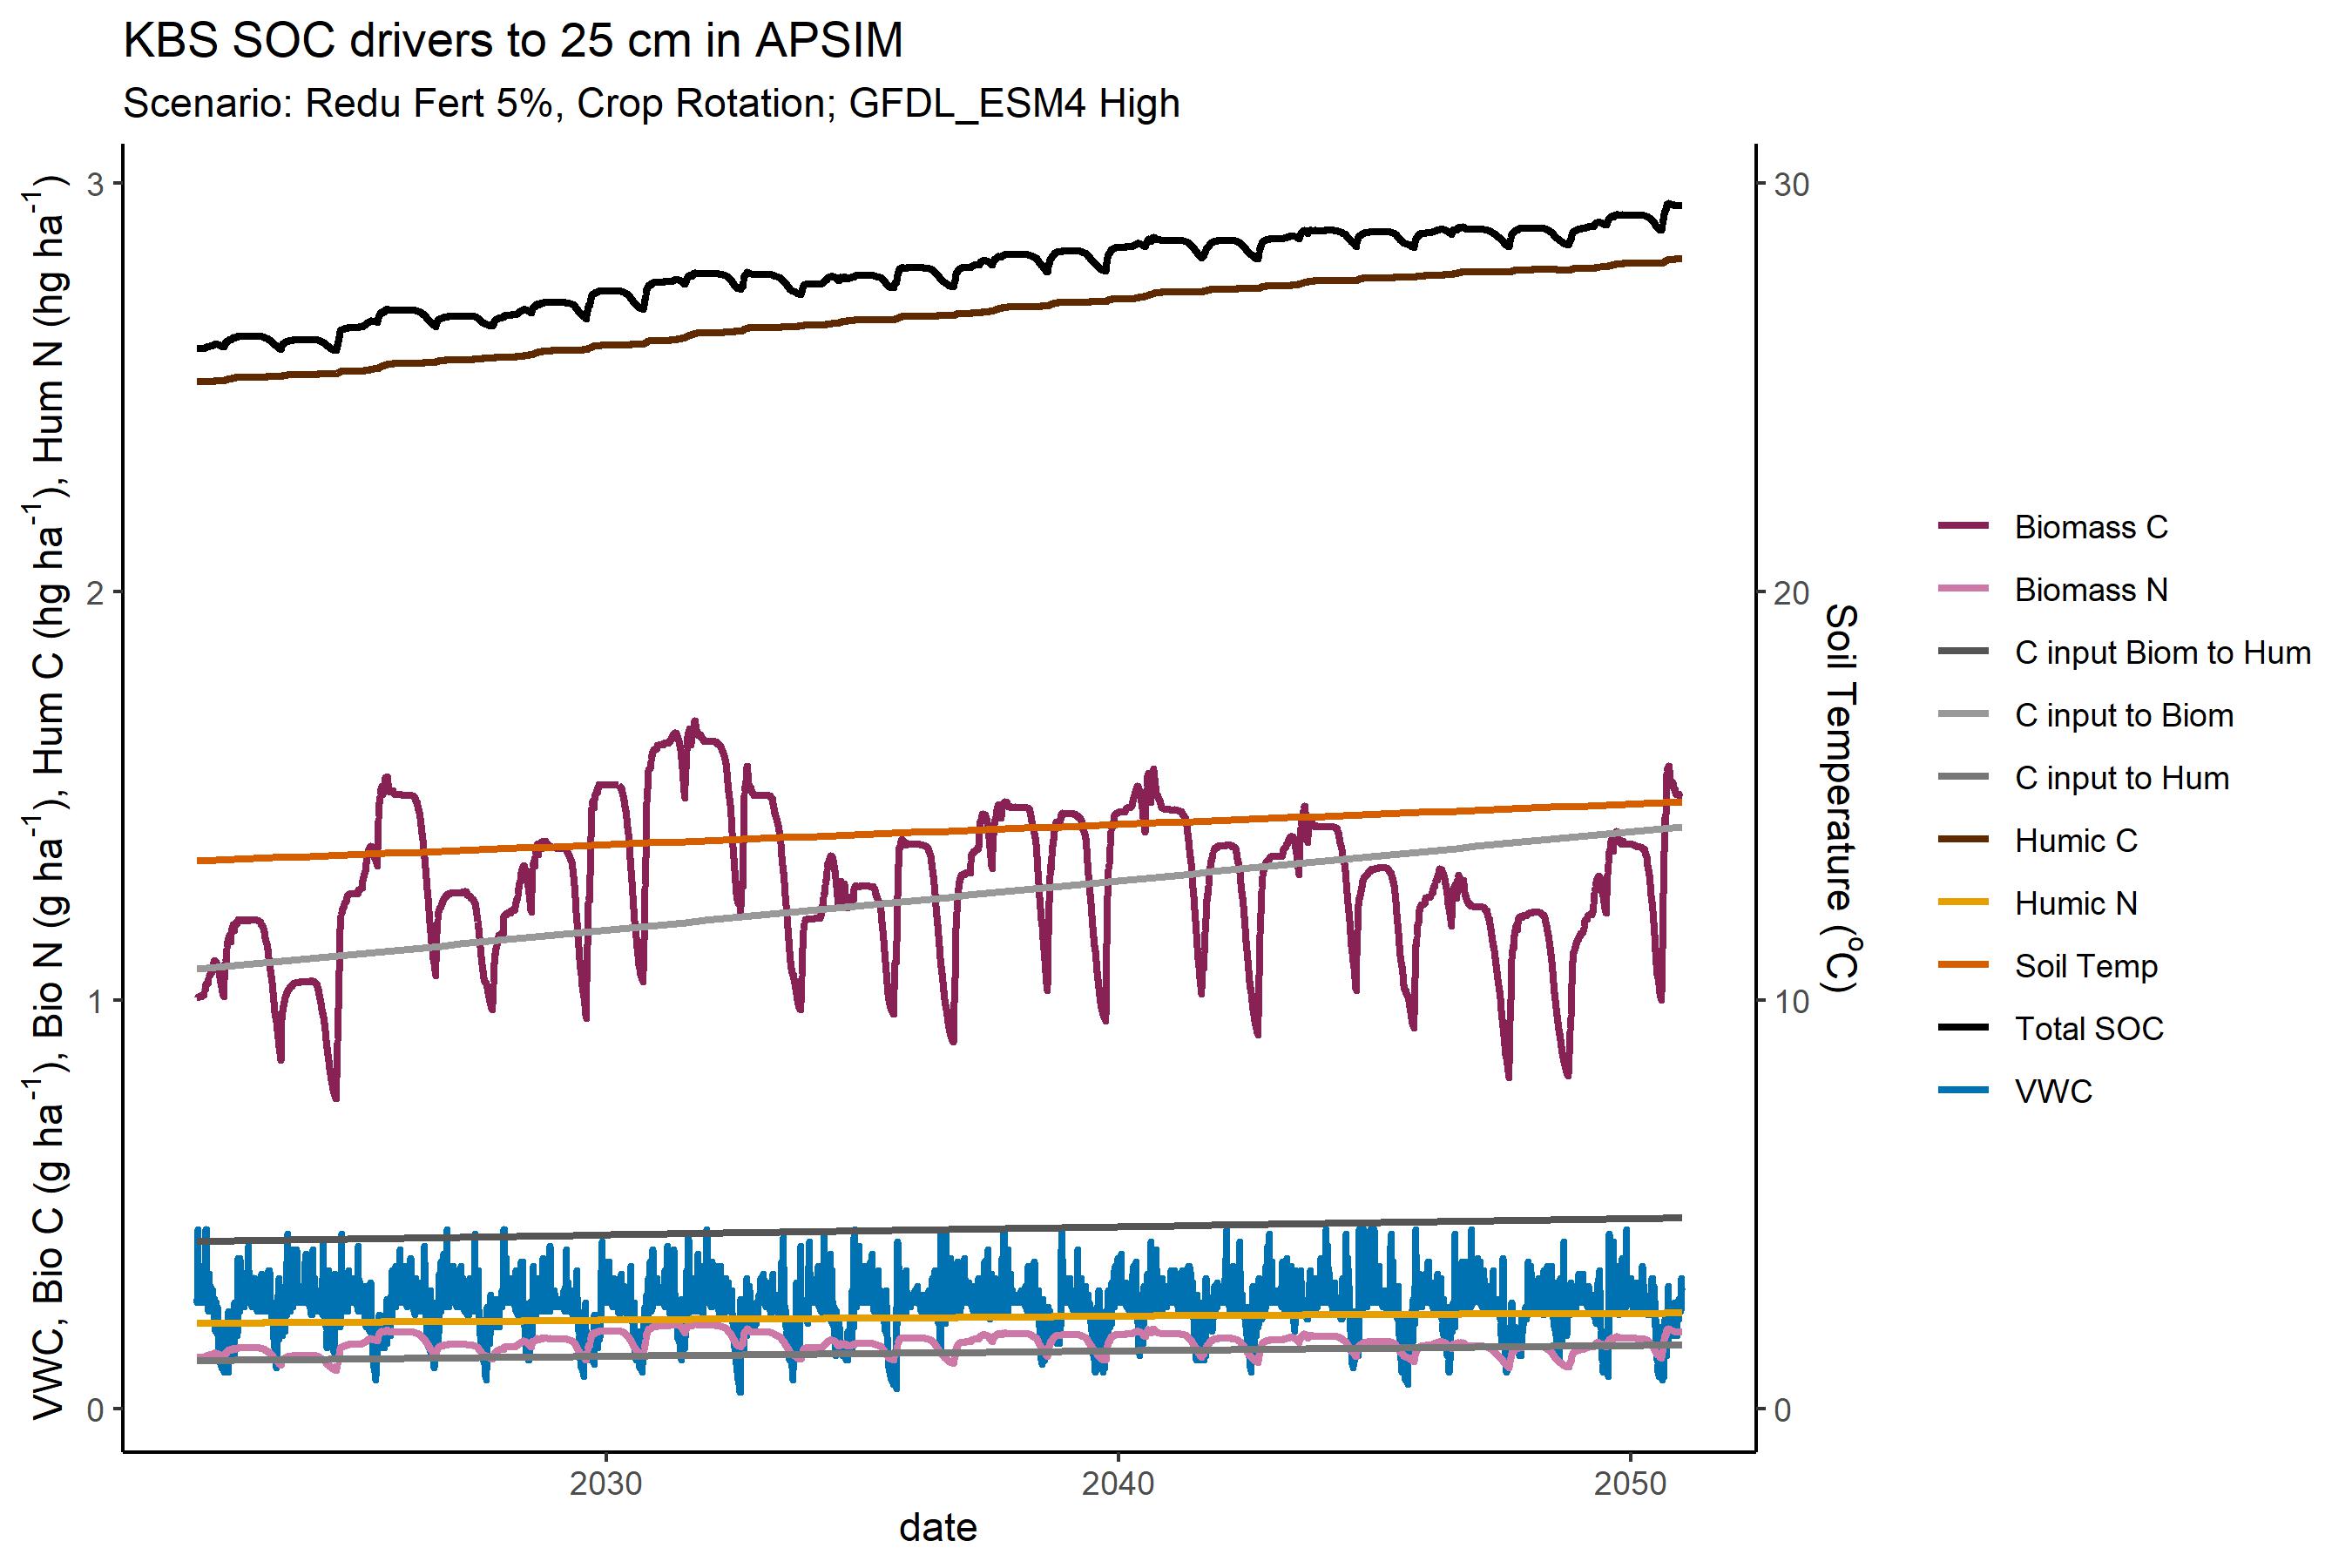 KBS SOC drivers to 25 cm in APSIM
Scenario: Redu Fert 5%, Crop Rotation; GFDL_ESM4 High
VWC, Bio C (g ha⁻¹), Bio N (g ha⁻¹), Hum C (hg ha⁻¹), Hum N (hg ha⁻¹)
3
2
1
0
30
20
10
0
Soil Temperature (°C)
2030
2040
2050
date
Biomass C
Biomass N
C input Biom to Hum
C input to Biom
C input to Hum
Humic C
Humic N
Soil Temp
Total SOC
VWC